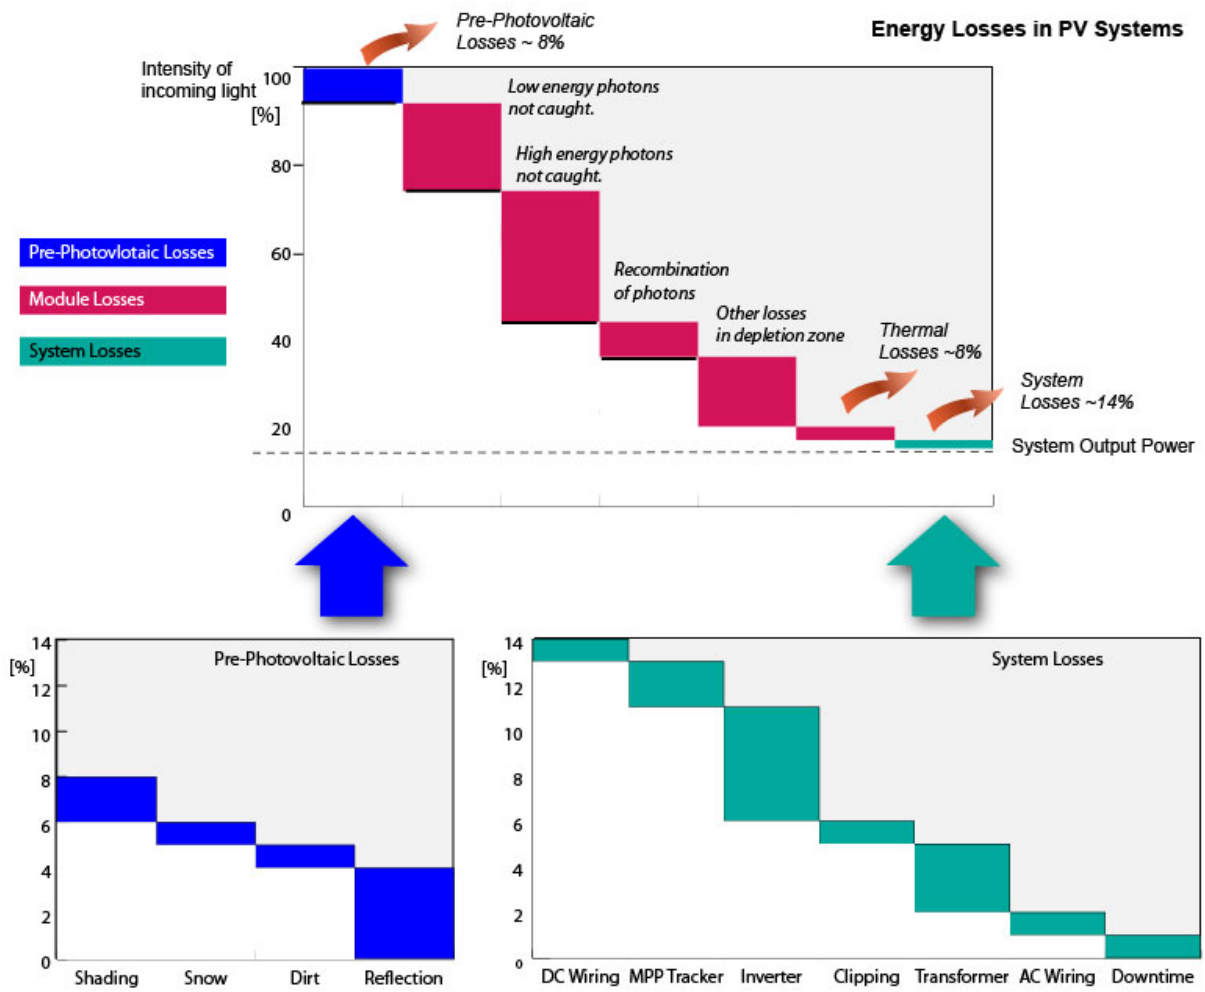 Energy Losses in PV Systems
Pre-Photovoltaic
Losses ~ 8%
Intensity of
incoming light
[%]
100
80
60
40
20
0
Low energy photons
not caught.
High energy photons
not caught.
Recombination
of photons
Other losses
in depletion zone
Thermal
Losses ~8%
System
Losses ~14%
System Output Power
Pre-Photovlotaic Losses
Module Losses
System Losses
Pre-Photovoltaic Losses
[%]
14
12
10
8
6
4
2
0
Shading Snow Dirt Reflection
System Losses
[%]
14
12
10
8
6
4
2
0
DC Wiring MPP Tracker Inverter Clipping Transformer AC Wiring Downtime